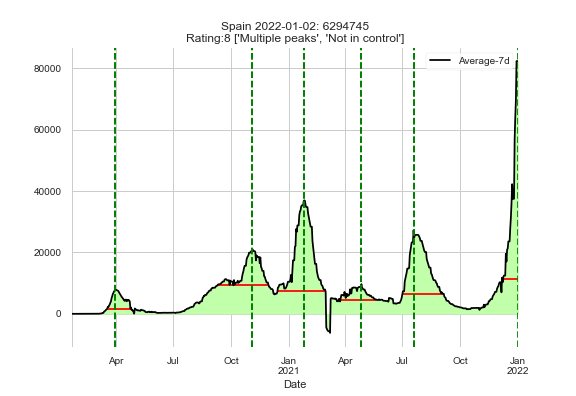 Spain 2022-01-02: 6294745
Rating:8 ['Multiple peaks', 'Not in control']
Average-7d
80000
60000
40000
20000
0
Apr Jul Oct Jan Apr Jul Oct Jan
2021 2022
Date